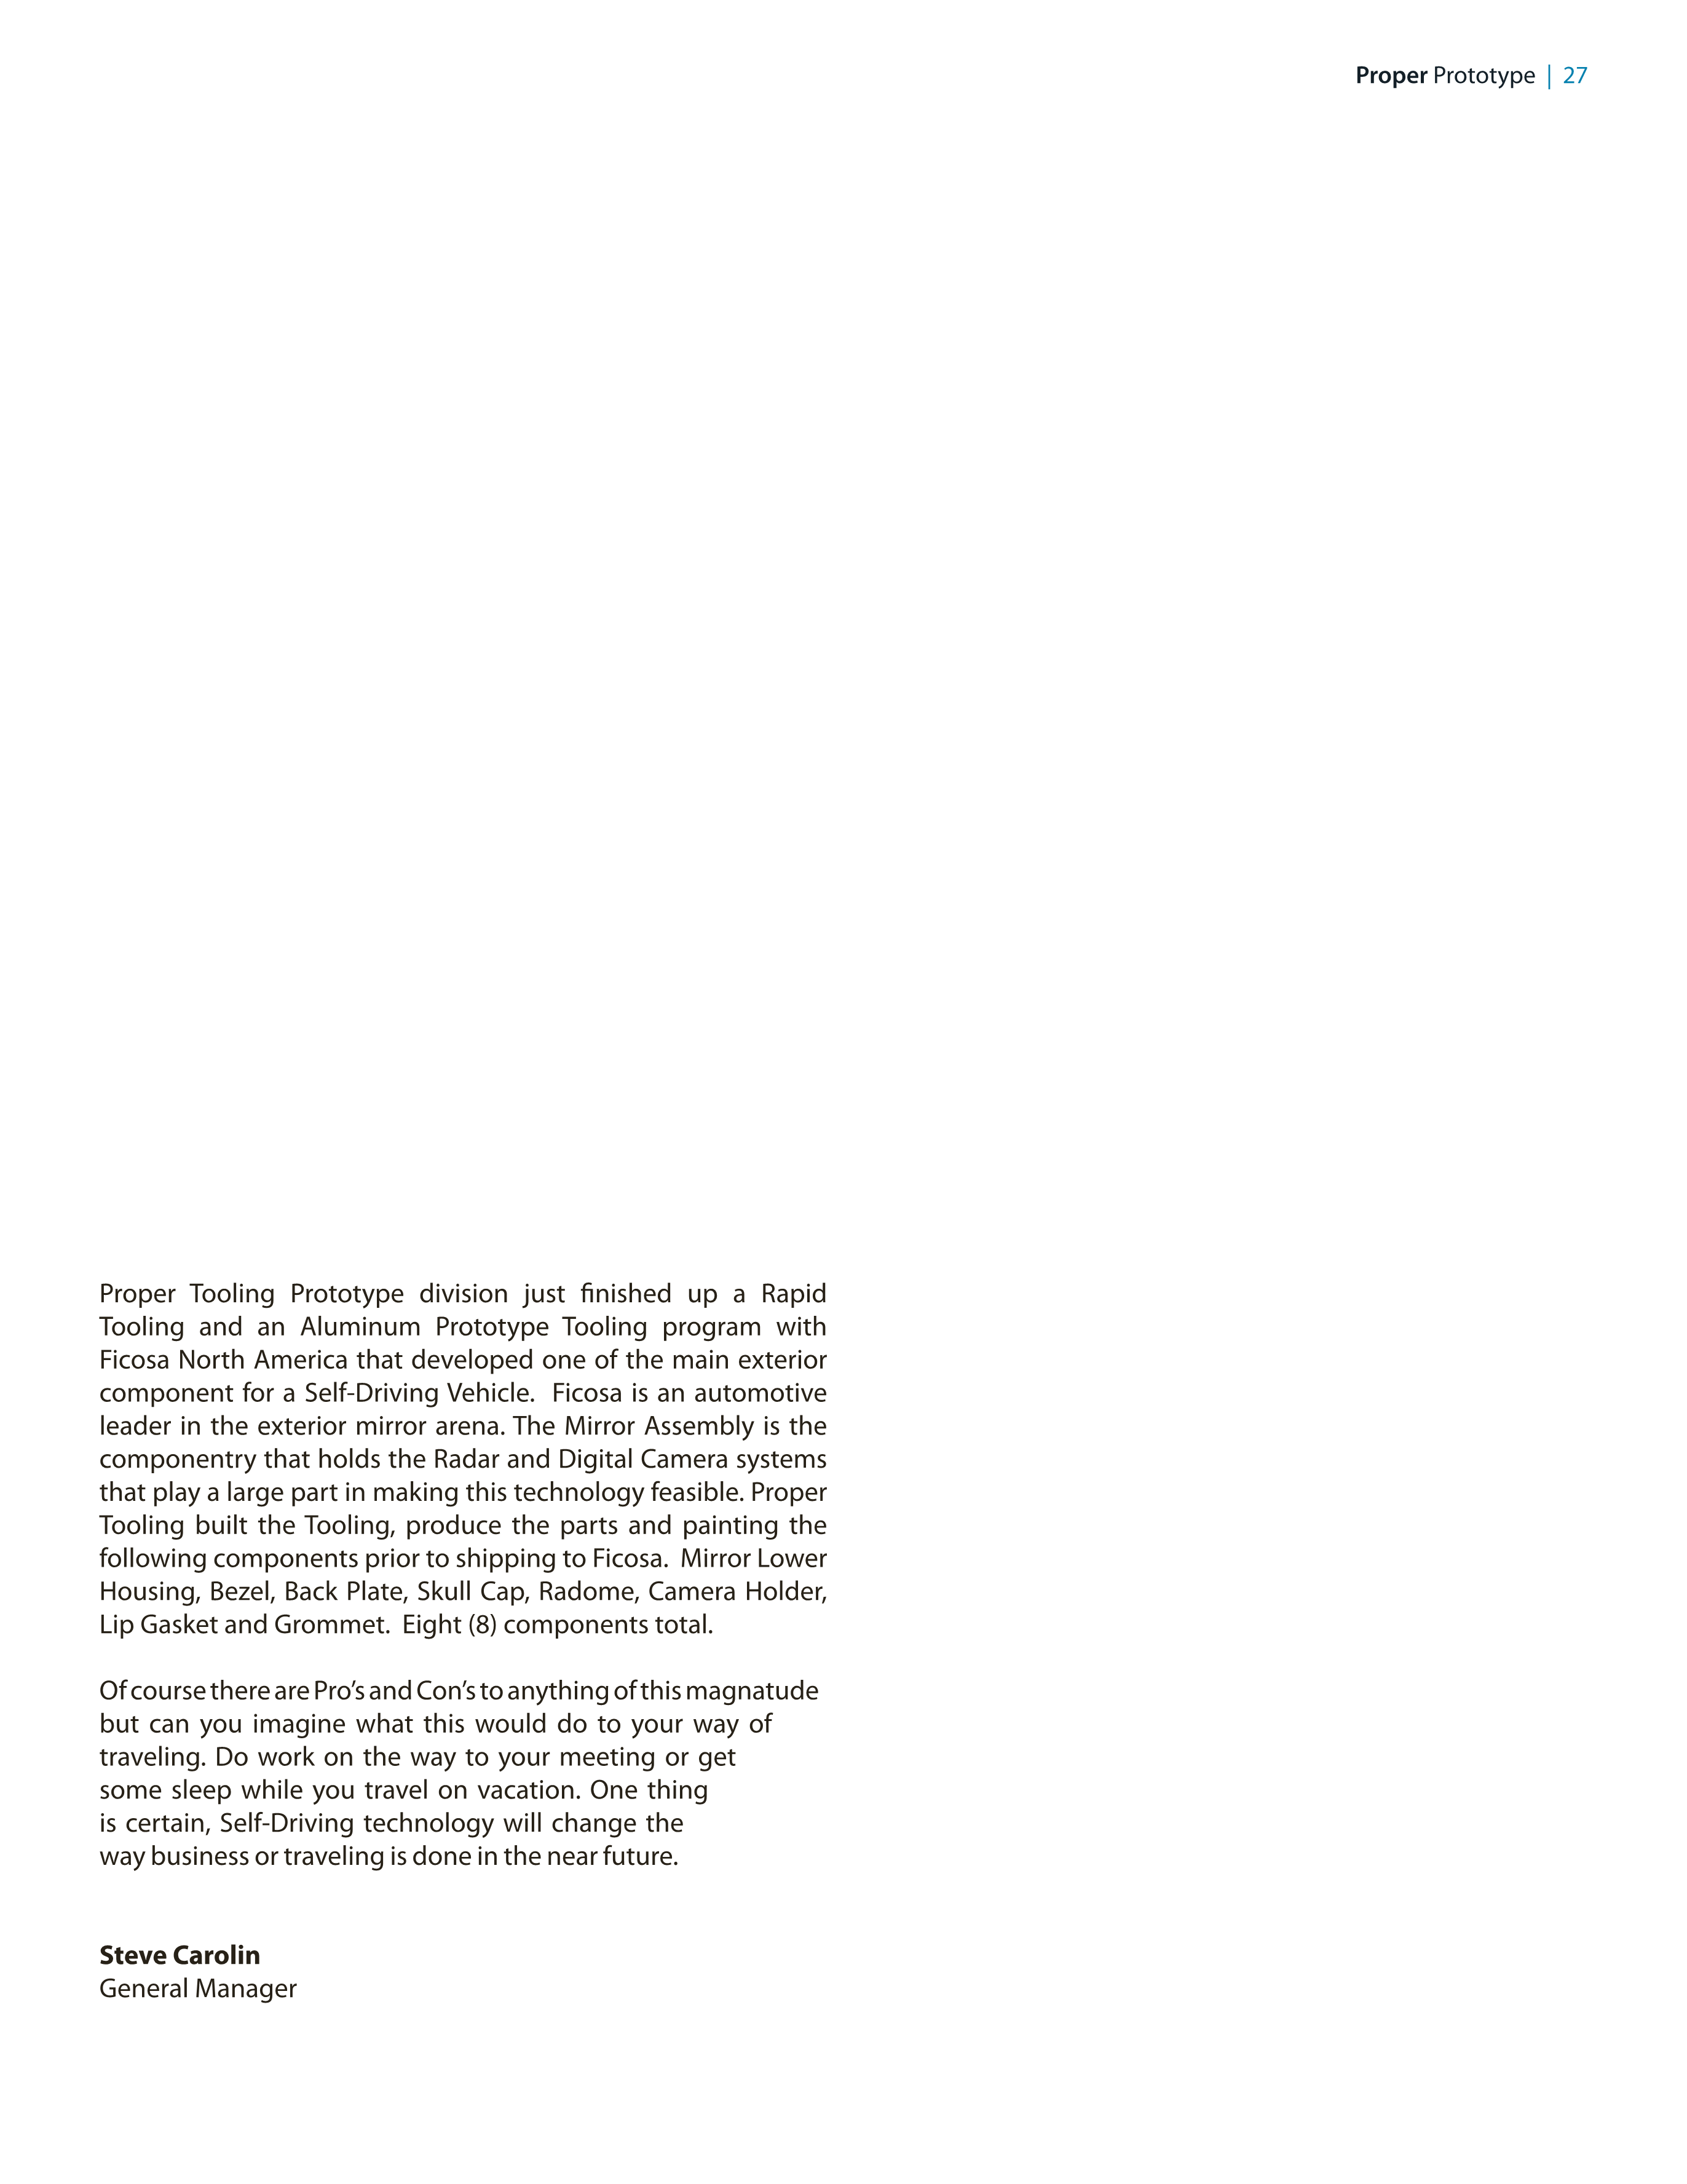 Proper Prototype | 27
Proper Tooling Prototype division just finished up a Rapid
Tooling and an Aluminum Prototype Tooling program with
Ficosa North America that developed one of the main exterior
component for a Self-Driving Vehicle.  Ficosa is an automotive
leader in the exterior mirror arena. The Mirror Assembly is the
componentry that holds the Radar and Digital Camera systems
that play a large part in making this technology feasible. Proper
Tooling built the Tooling, produce the parts and painting the
following components prior to shipping to Ficosa.  Mirror Lower
Housing, Bezel, Back Plate, Skull Cap, Radome, Camera Holder,
Lip Gasket and Grommet.  Eight (8) components total.
Of course there are Pro’s and Con’s to anything of this magnatude
but can you imagine what this would do to your way of
traveling. Do work on the way to your meeting or get
some sleep while you travel on vacation. One thing
is certain, Self-Driving technology will change the
way business or traveling is done in the near future.
Steve Carolin
General Manager